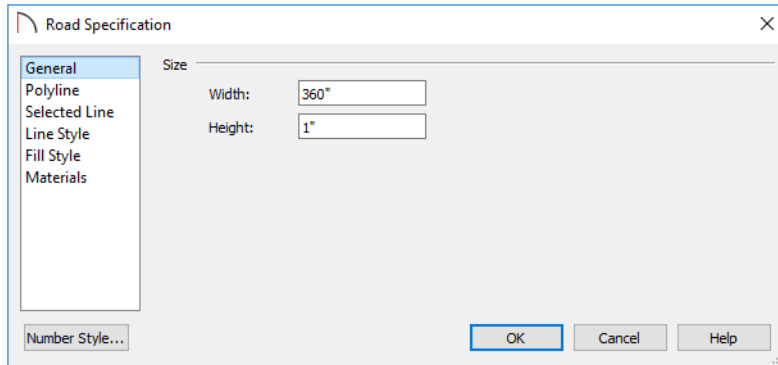 Road Specification
General
Polyline
Selected Line
Line Style
Fill Style
Materials
Size
Width: 360"
Height: 1"
Number Style...
OK Cancel Help